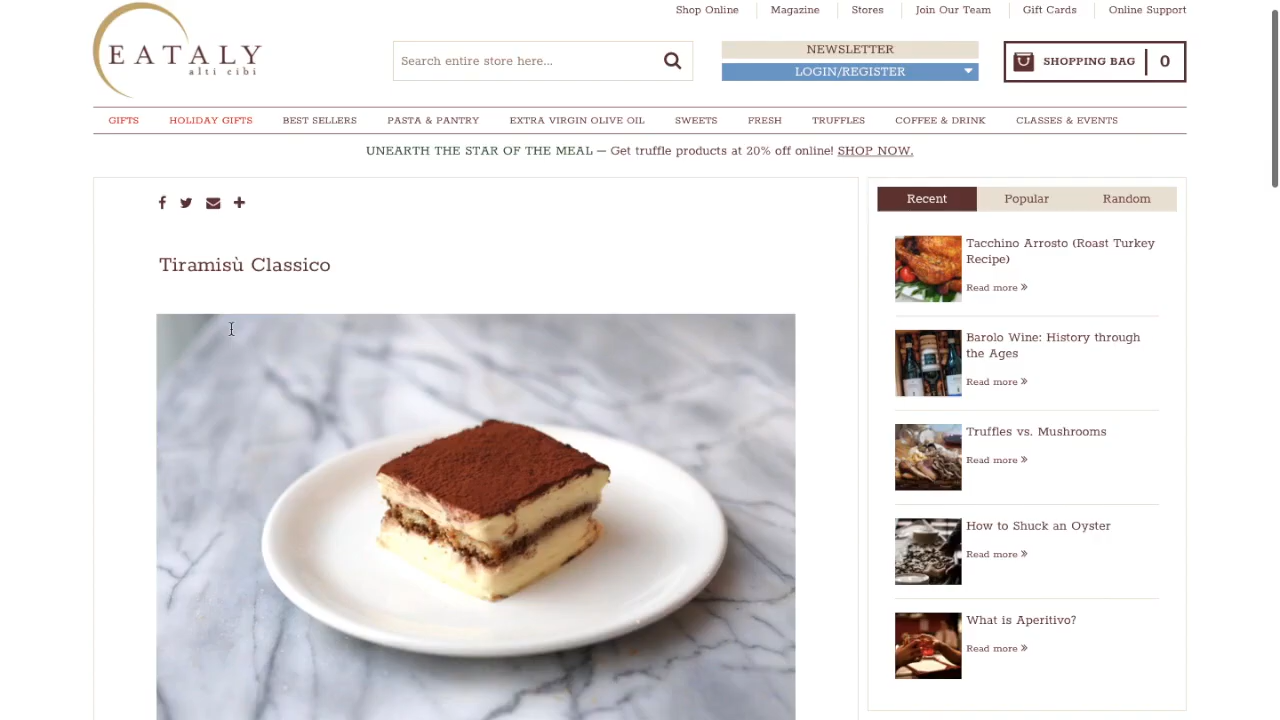 Shop Online
Magazine
Stores
Join Our Team
Gift Cards
Online Support
EATALY
alti cibi
Search entire store here...
NEWSLETTER
LOGIN/REGISTER
SHOPPING BAG
0
GIFTS
HOLIDAY GIFTS
BEST SELLERS
PASTA & PANTRY
EXTRA VIRGIN OLIVE OIL
SWEETS
FRESH
TRUFFLES
COFFEE & DRINK
CLASSES & EVENTS
UNEARTH THE STAR OF THE MEAL — Get truffle products at 20% off online! SHOP NOW.
Tiramisù Classico
Recent
Popular
Random
Tacchino Arrosto (Roast Turkey
Recipe)
Read more »
Barolo Wine: History through
the Ages
Read more »
Truffles vs. Mushrooms
Read more »
How to Shuck an Oyster
Read more »
What is Aperitivo?
Read more »